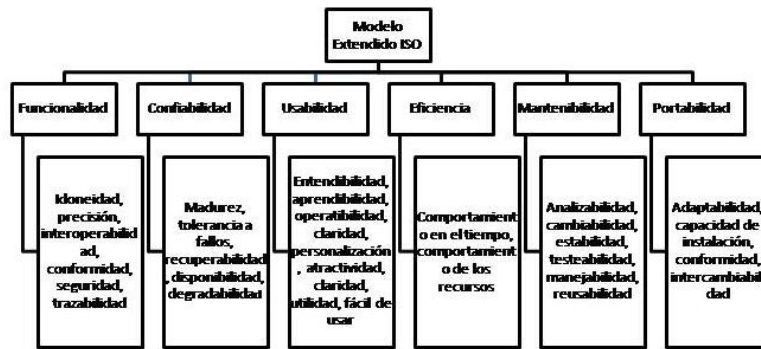 Modelo
Extendido ISO
Funcionalidad
Confiabilidad
Usabilidad
Eficiencia
Mantenibilidad
Portabilidad
Idoneidad,
precisión,
interoperabilid
ad,
conformidad,
seguridad,
trazabilidad
Madurez,
tolerancia a
fallos,
recuperabilidad
, disponibilidad,
degradabilidad
Entendibilidad,
aprendibilidad,
operatibilidad,
claridad,
personalización
, atractividad,
claridad,
utilidad, fácil de
usar
Comportamient
o en el tiempo,
comportamient
o de los
recursos
Analizabilidad,
cambiabilidad,
estabilidad,
testeabilidad,
manejabilidad,
reusabilidad
Adaptabilidad,
capacidad de
instalación,
conformidad,
intercambiabili
dad